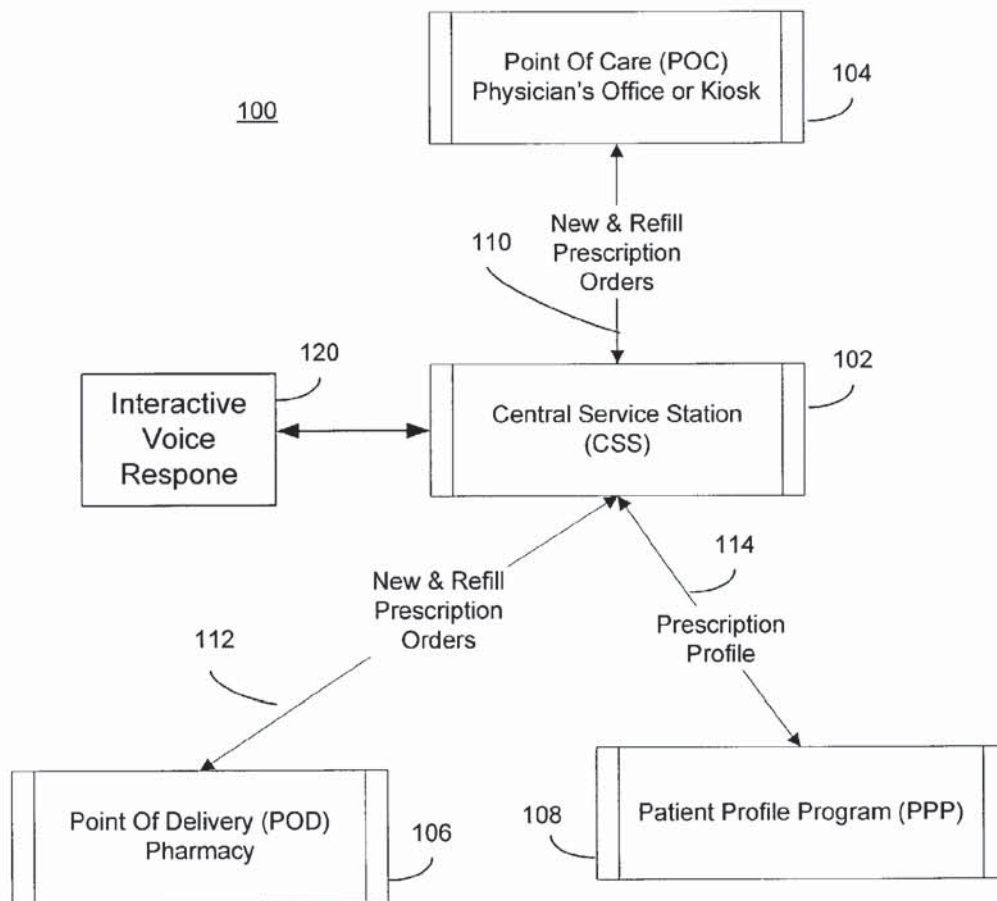 Point Of Care (POC)
Physician's Office or Kiosk
104
100
New & Refill
Prescription
Orders
110
120
Interactive
Voice
Respone
Central Service Station
(CSS)
102
New & Refill
Prescription
Orders
112
114
Prescription
Profile
Point Of Delivery (POD)
Pharmacy
106
108
Patient Profile Program (PPP)